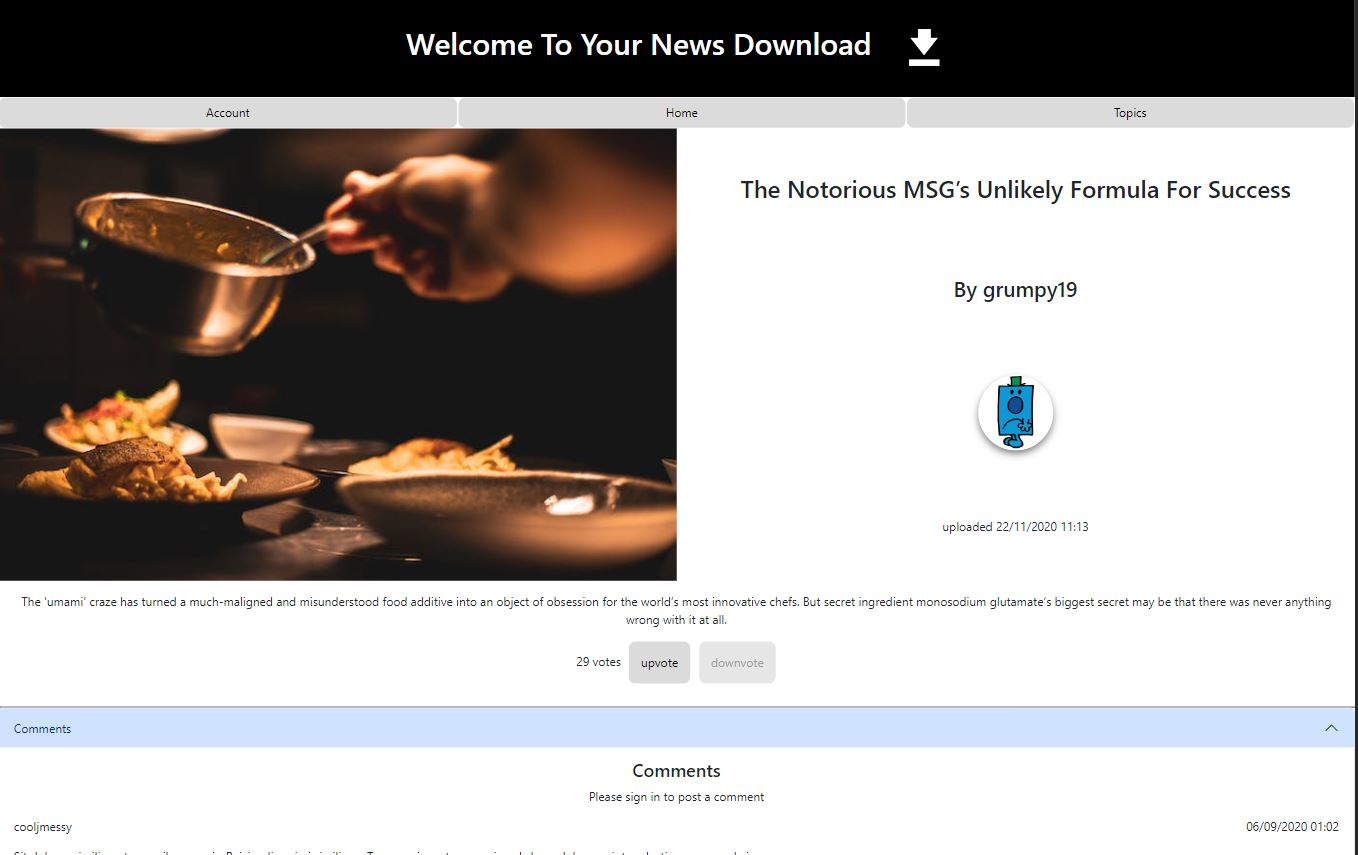 Welcome To Your News Download
Account
Home
Topics
The Notorious MSG’s Unlikely Formula For Success
By grumpy19
uploaded 22/11/2020 11:13
The 'umami' craze has turned a much-maligned and misunderstood food additive into an object of obsession for the world’s most innovative chefs. But secret ingredient monosodium glutamate’s biggest secret may be that there was never anything
wrong with it at all.
29 votes
upvote
downvote
Comments
Comments
Please sign in to post a comment
cooljmessy
06/09/2020 01:02